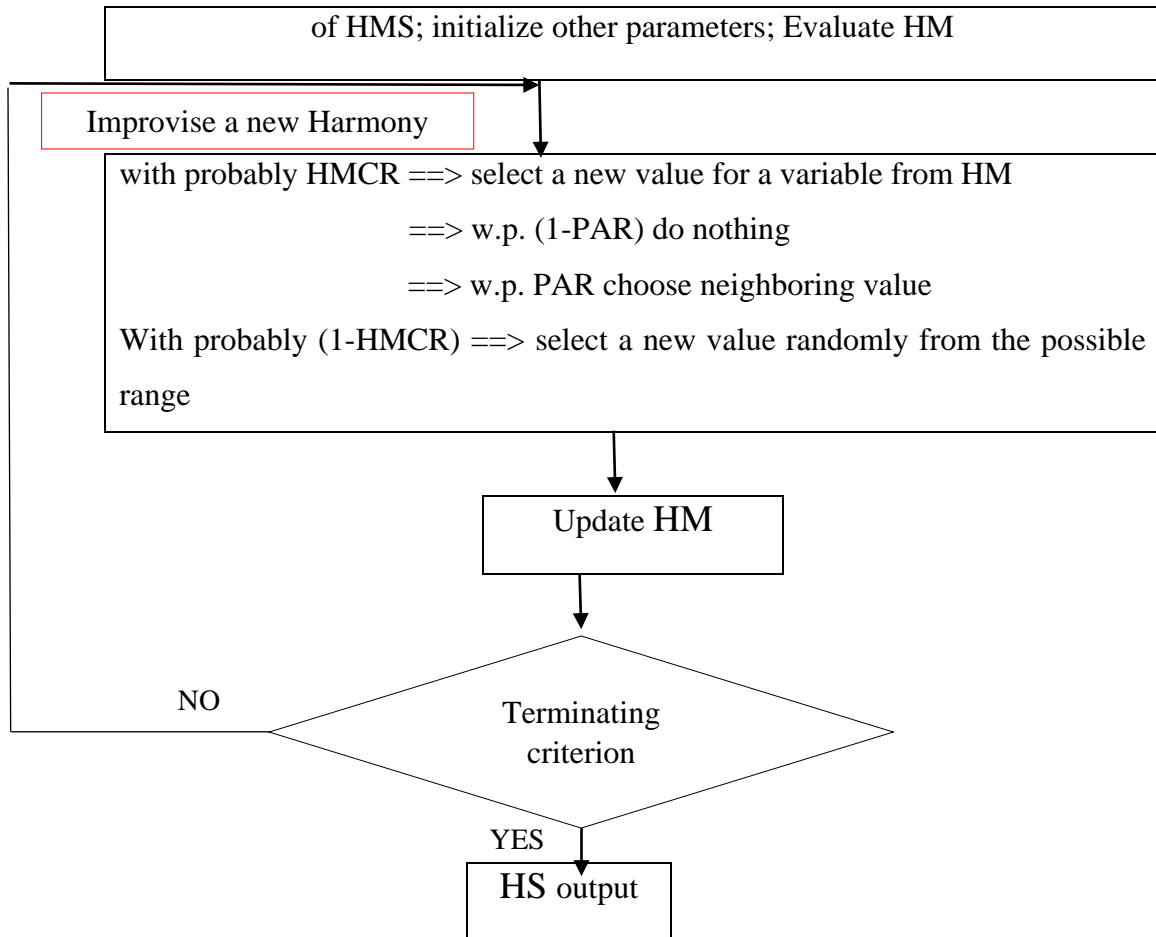 of HMS; initialize other parameters; Evaluate HM
Improvise a new Harmony
with probably HMCR ==> select a new value for a variable from HM
==> w.p. (1-PAR) do nothing
==> w.p. PAR choose neighboring value
With probably (1-HMCR) ==> select a new value randomly from the possible
range
Update HM
Terminating
criterion
NO
YES
HS output